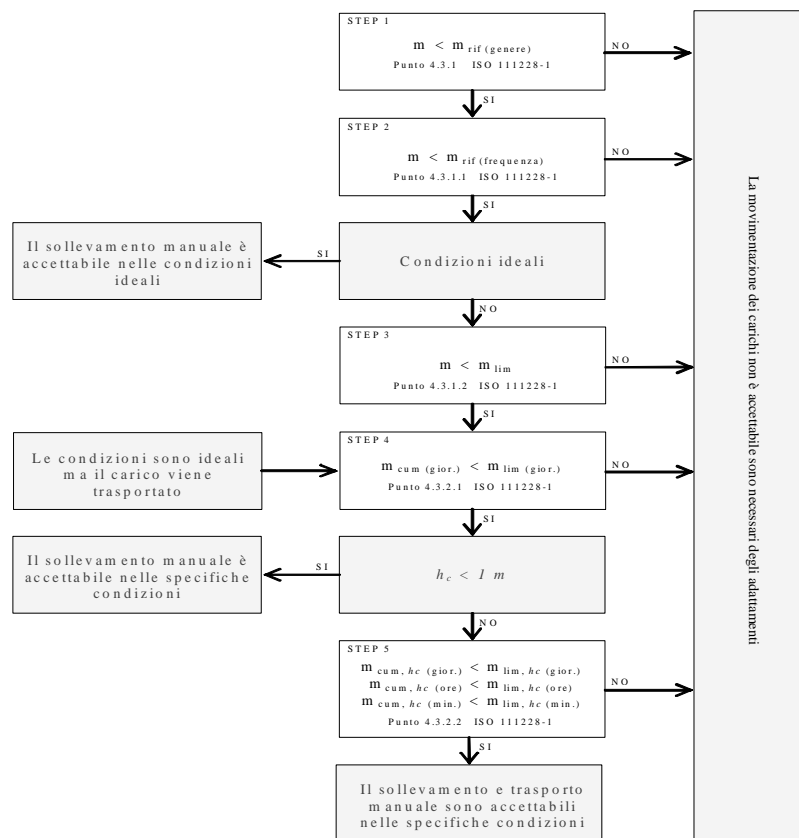 STEP 1
m < m rif (genere)
Punto 4.3.1 ISO 111228-1
NO
SI
STEP 2
m < m rif(frequenza)
Punto 4.3.1.1 ISO 111228-1
NO
SI
Il sollevamento manuale è
accettabile nelle condizioni
ideali
SI
Condizioni ideali
NO
STEP 3
m < m lim
Punto 4.3.1.2 ISO 111228-1
NO
SI
Le condizioni sono ideali
ma il carico viene
trasportato
STEP 4
m cum (gior.) < m lim (gior.)
Punto 4.3.2.1 ISO 111228-1
NO
SI
Il sollevamento manuale è
accettabile nelle specifiche
condizioni
SI
h c < 1 m
NO
STEP 5
m cum, hc (gior.) < m lim, hc (gior.)
m cum, hc (ore) < m lim, hc (ore)
m cum, hc (min.) < m lim, hc (min.)
Punto 4.3.2.2 ISO 111228-1
NO
SI
Il sollevamento e trasporto
manuale sono accettabili
nelle specifiche condizioni
La movimentazione dei carichi non è accettabile sono necessari degli adattamenti